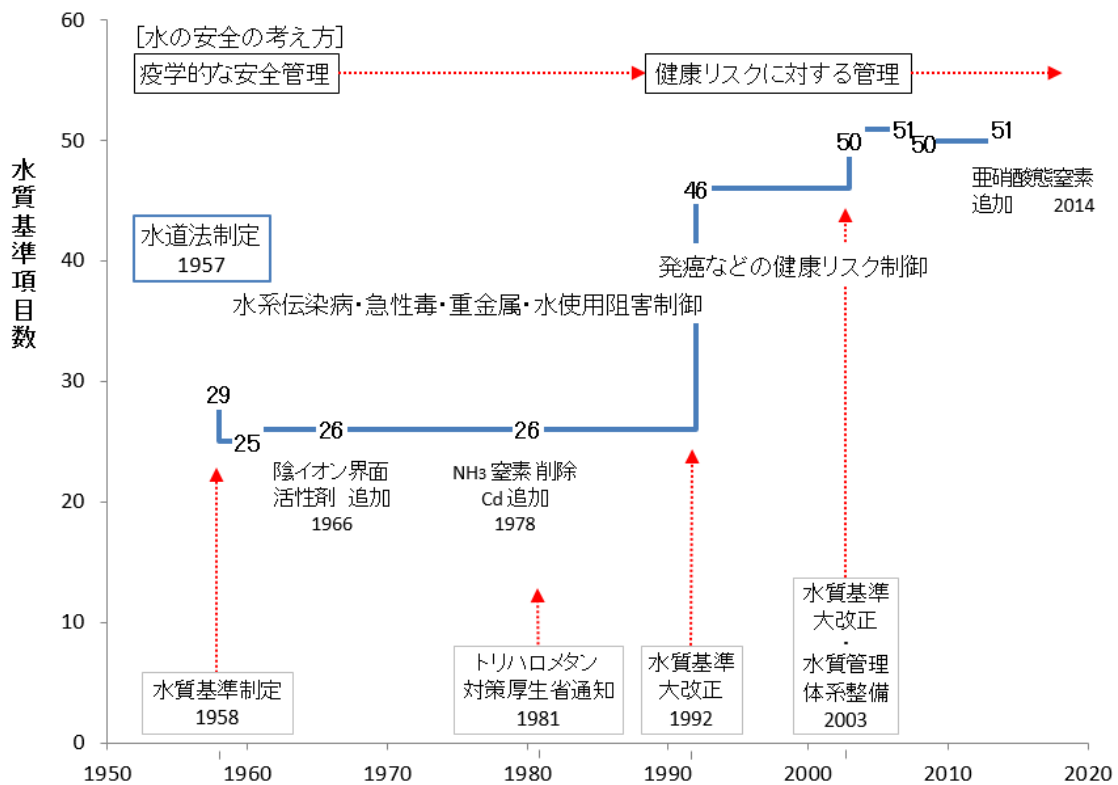 [水の安全の考え方]
疫学的な安全管理
健康リスクに対する管理
水質基準項目数
60
50
40
30
20
10
0
水道法制定
1957
水系伝染病・急性毒・重金属・水使用阻害制御
発癌などの健康リスク制御
29
25
26
26
46
50
51
50
51
亜硝酸態窒素
追加 2014
陰イオン界面
活性剤 追加
1966
NH3 窒素 削除
Cd 追加
1978
水質基準制定
1958
トリハロメタン
対策厚生省通知
1981
水質基準
大改正
1992
水質基準
大改正
・
水質管理
体系整備
2003
1950 1960 1970 1980 1990 2000 2010 2020